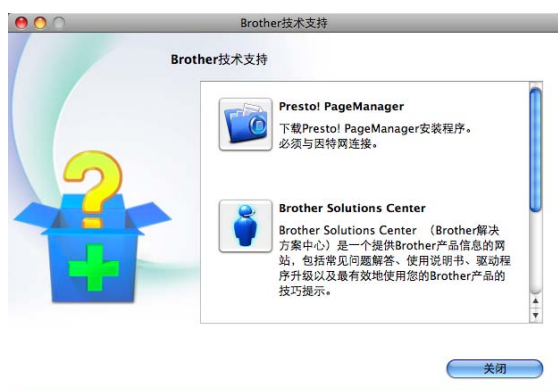 Brother技术支持
Brother技术支持
Presto! PageManager
下载Presto! PageManager安装程序。
必须与因特网连接。
Brother Solutions Center
Brother Solutions Center （Brother解决
方案中心）是一个提供Brother产品信息的网
站，包括常见问题解答、使用说明书、驱动程
序升级以及最有效地使用您的Brother产品的
技巧提示。
关闭